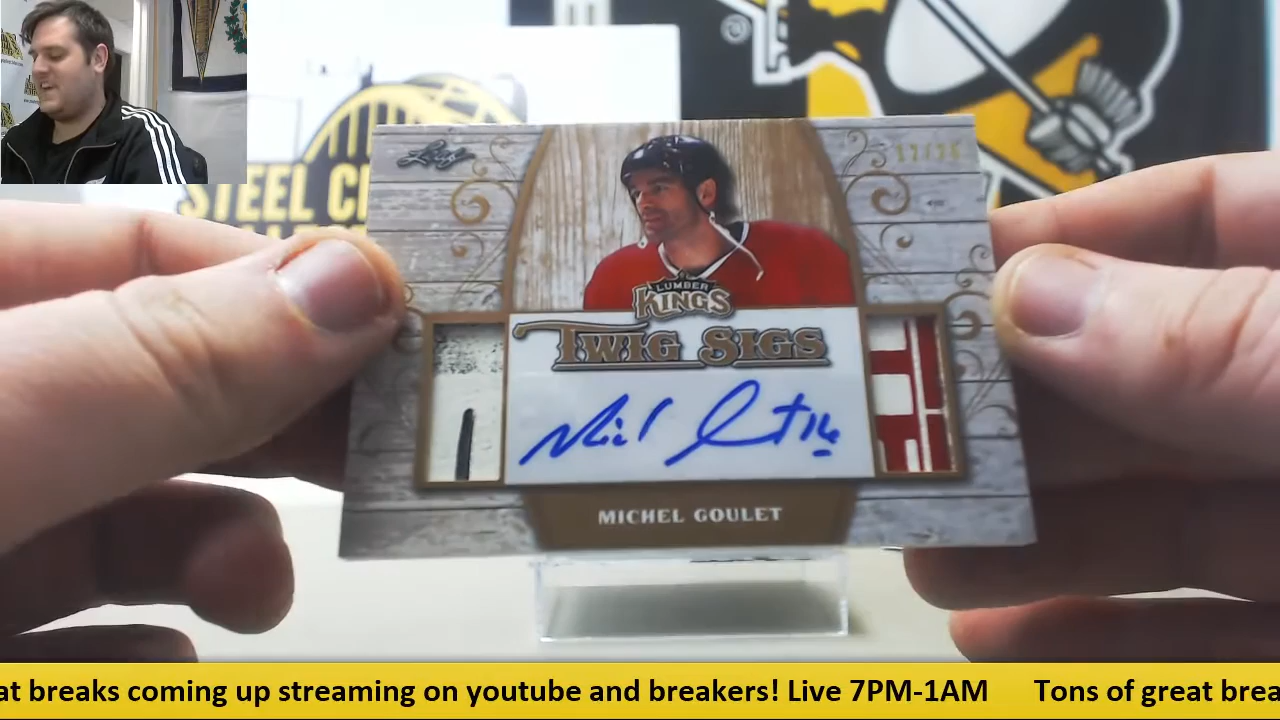 STEEL CI
Leaf
LUMBER
KINGS
TWIG SIGS
MICHEL GOULET
at breaks coming up streaming on youtube and breakers! Live 7PM-1AM Tons of great brea